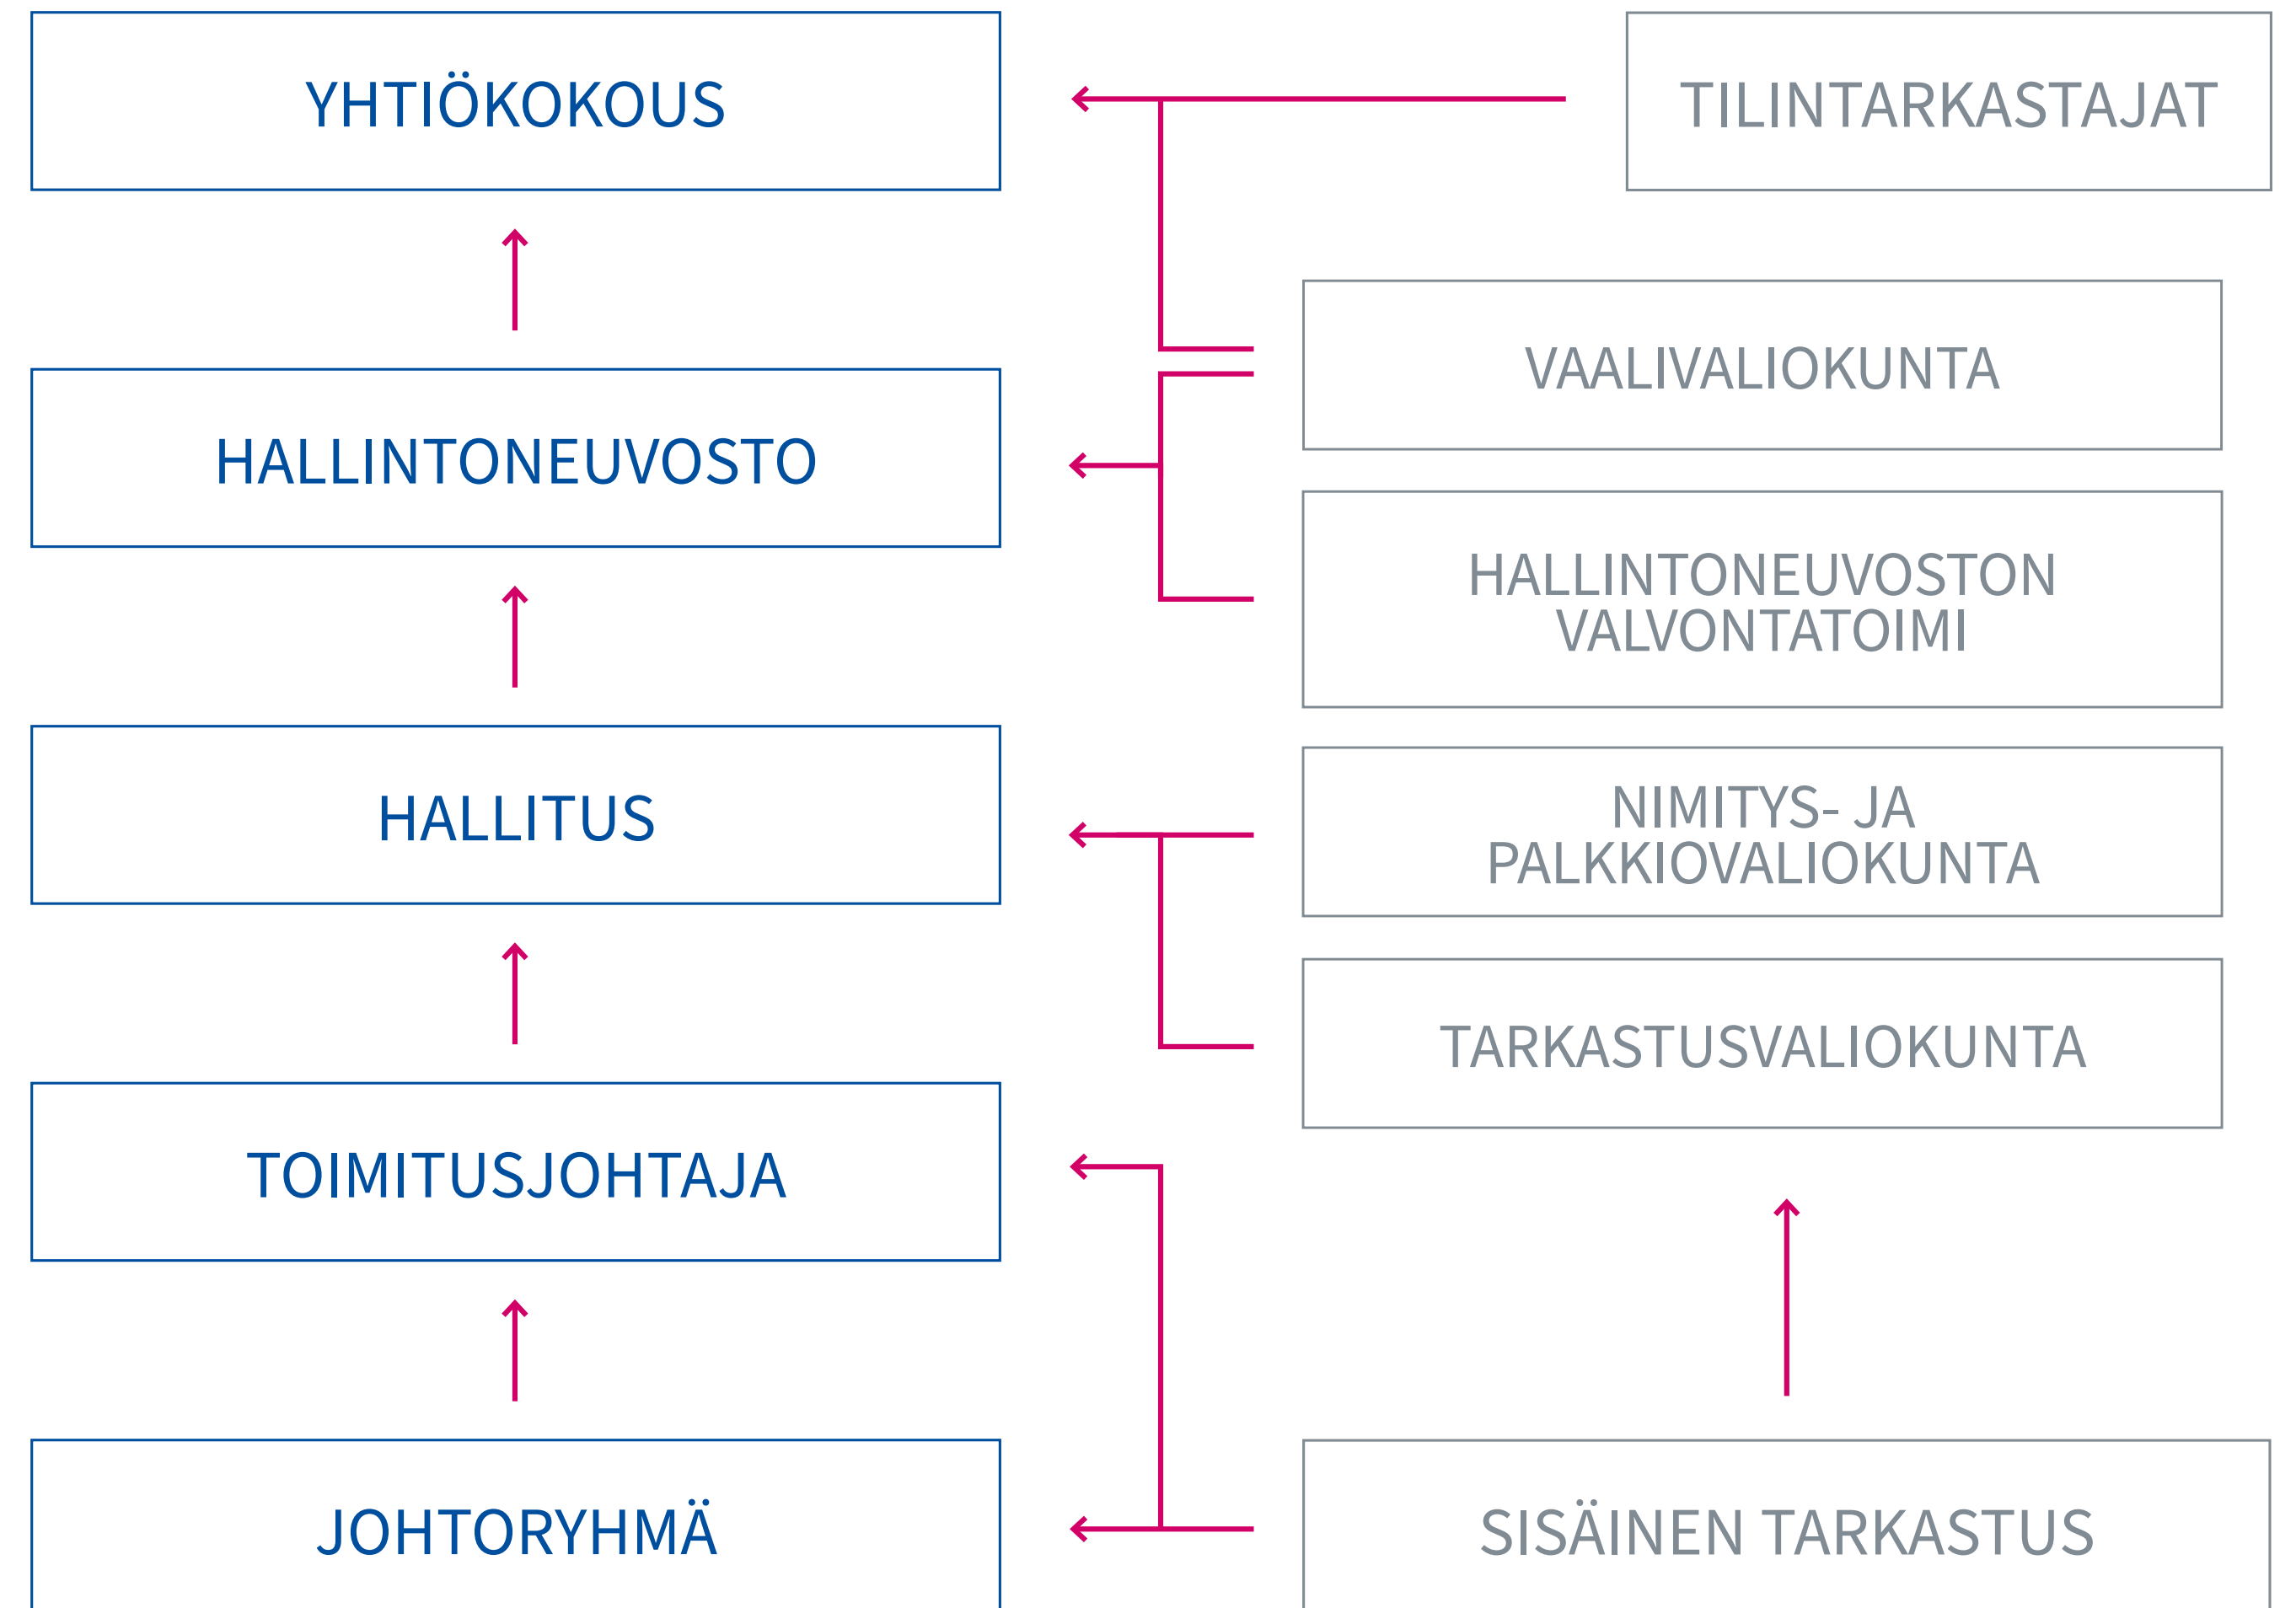 YHTIÖKOKOUS
TILINTARKASTAJAT
VAALIVALIOKUNTA
HALLINTONEUVOSTO
HALLINTONEUVOSTON
VALVONTATOIMI
HALLITUS
NIMITYS- JA
PALKKIOVALIOKUNTA
TARKASTUSVALIOKUNTA
TOIMITUSJOHTAJA
JOHTORYHMÄ
SISÄINEN TARKASTUS